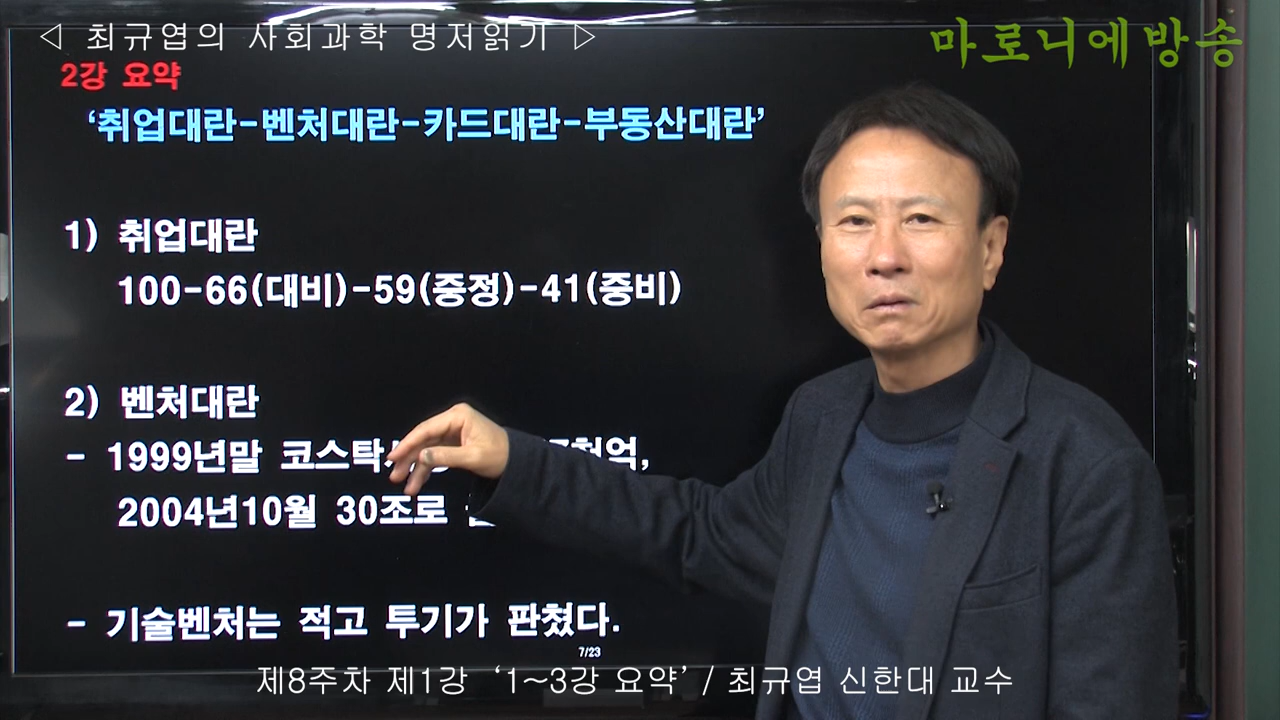 ◁ 최규엽의 사회과학 명저읽기 ▷
마로니에방송
2강 요약
‘취업대란-벤처대란-카드대란-부동산대란’
1) 취업대란
100-66(대비)-59(중정)-41(중비)
2) 벤처대란
- 1999년말 코스탁
2004년10월 30조로
- 기술벤처는 적고 투기가 판쳤다.
7/23
제8주차 제1강 ‘1~3강 요약’ / 최규엽 신한대 교수